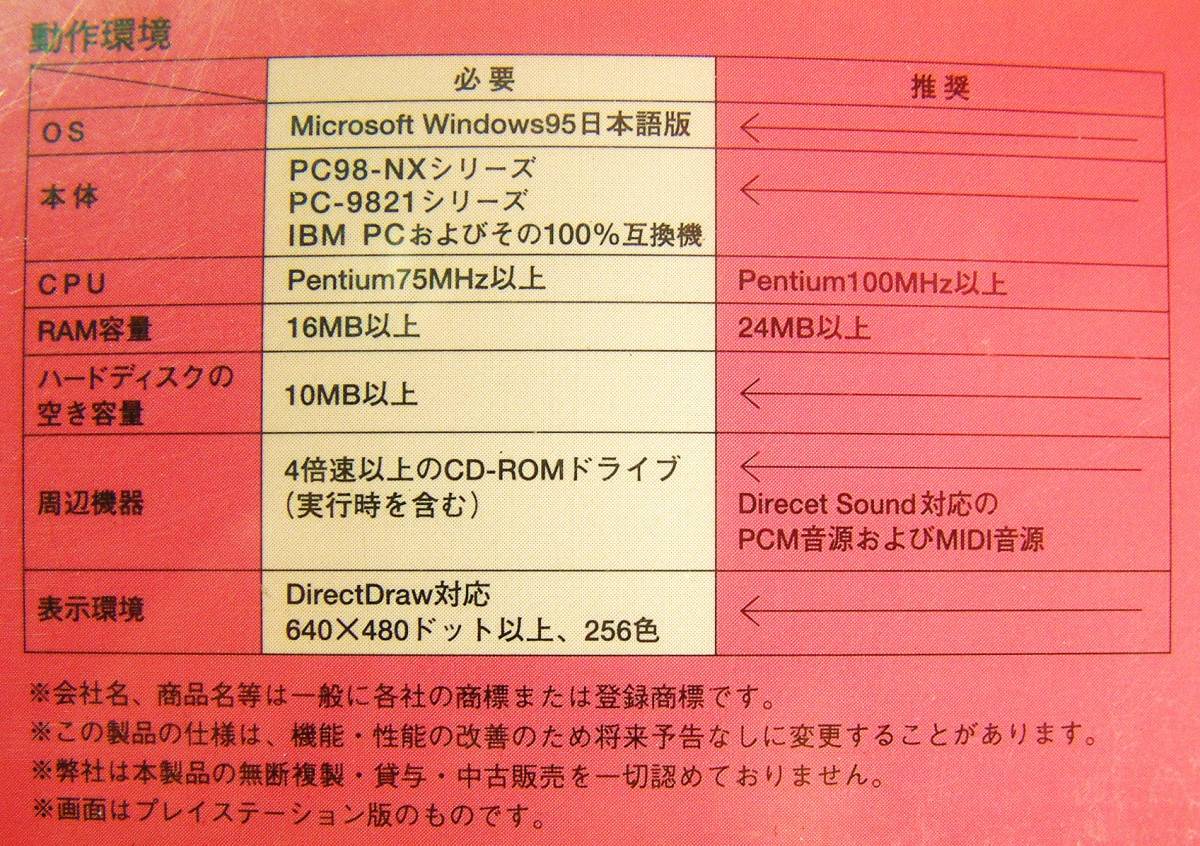 動作環境
必要
推奨
OS
Microsoft Windows95日本語版
←
本体
PC98-NXシリーズ
PC-9821シリーズ
IBM PCおよびその100%互換機
←
CPU
Pentium75MHz以上
Pentium100MHz以上
RAM容量
16MB以上
24MB以上
ハードディスクの
空き容量
10MB以上
←
周辺機器
4倍速以上のCD-ROMドライブ
(実行時を含む)
←
Direcet Sound対応の
PCM音源およびMIDI音源
表示環境
DirectDraw対応
640×480ドット以上、256色
←
※会社名、商品名等は一般に各社の商標または登録商標です。
※この製品の仕様は、機能・性能の改善のため将来予告なしに変更することがあります。
※弊社は本製品の無断複製・貸与・中古販売を一切認めておりません。
※画面はプレイステーション版のものです。